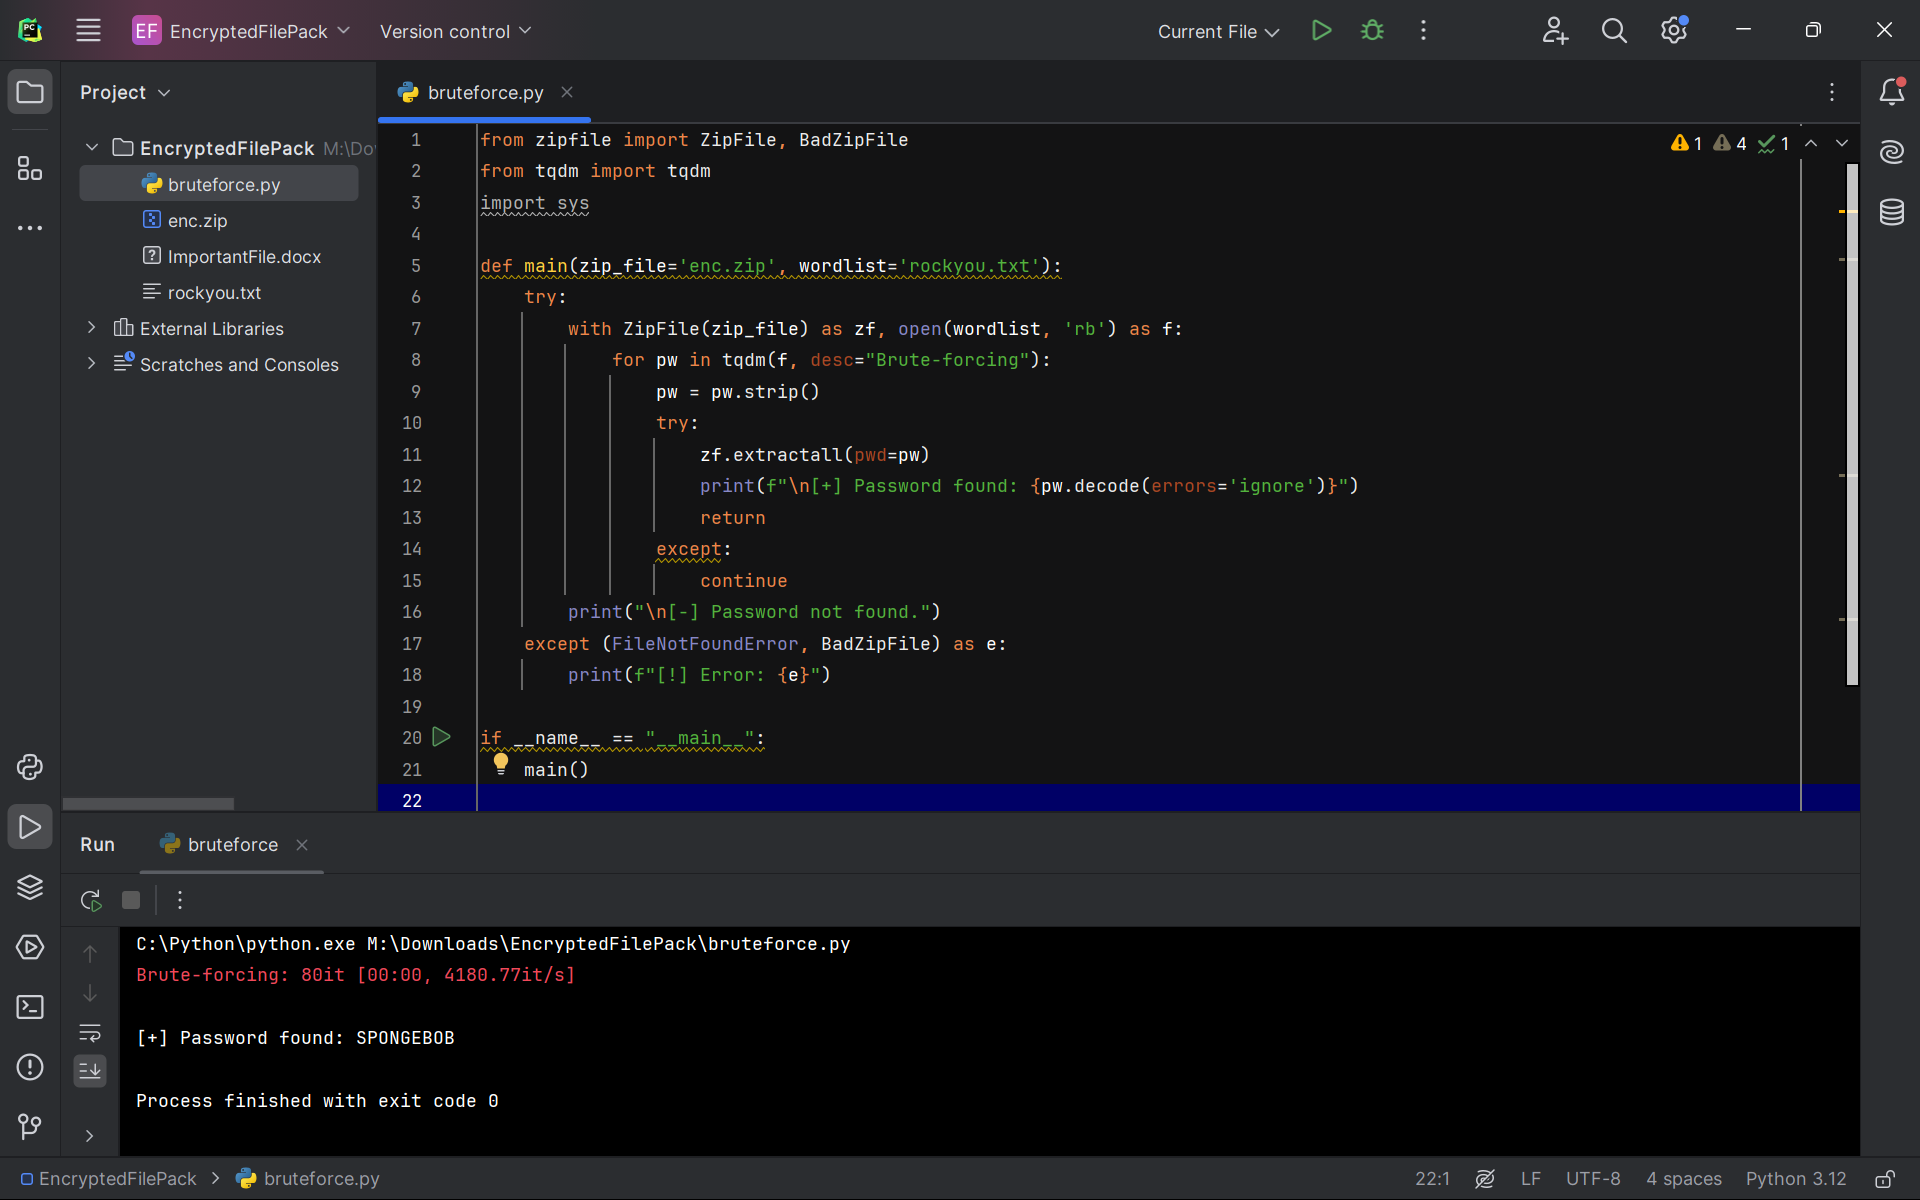 PC
EF EncryptedFilePack Version control Current File
Project
bruteforce.py
EncryptedFilePack M:\Do
bruteforce.py
enc.zip
ImportantFile.docx
rockyou.txt
External Libraries
Scratches and Consoles
1 4 1
1 from zipfile import ZipFile, BadZipFile
2 from tqdm import tqdm
3 import sys
4
5 def main(zip_file='enc.zip', wordlist='rockyou.txt'):
6 try:
7 with ZipFile(zip_file) as zf, open(wordlist, 'rb') as f:
8 for pw in tqdm(f, desc="Brute-forcing"):
9 pw = pw.strip()
10 try:
11 zf.extractall(pwd=pw)
12 print(f"\n[+] Password found: {pw.decode(errors='ignore')}")
13 return
14 except:
15 continue
16 print("\n[-] Password not found.")
17 except (FileNotFoundError, BadZipFile) as e:
18 print(f"[!] Error: {e}")
19
20 if __name__ == "__main__":
21 main()
22
Run bruteforce
C:\Python\python.exe M:\Downloads\EncryptedFilePack\bruteforce.py
Brute-forcing: 80it [00:00, 4180.77it/s]
[+] Password found: SPONGEBOB
Process finished with exit code 0
EncryptedFilePack bruteforce.py 22:1 LF UTF-8 4 spaces Python 3.12